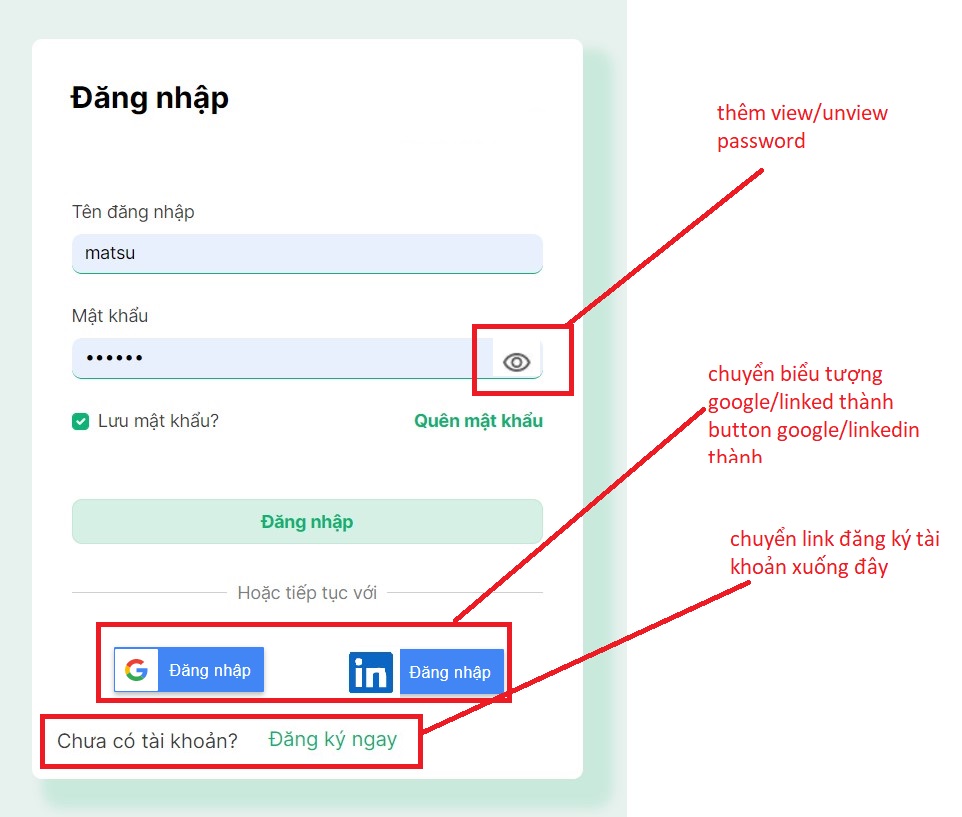 Đăng nhập
thêm view/unview
password
Tên đăng nhập
matsu
Mật khẩu
••••••
Lưu mật khẩu?
Quên mật khẩu
chuyển biểu tượng
google/linked thành
button google/linkedin
thành
Đăng nhập
chuyển link đăng ký tài
khoản xuống đây
Hoặc tiếp tục với
G Đăng nhập
in Đăng nhập
Chưa có tài khoản? Đăng ký ngay